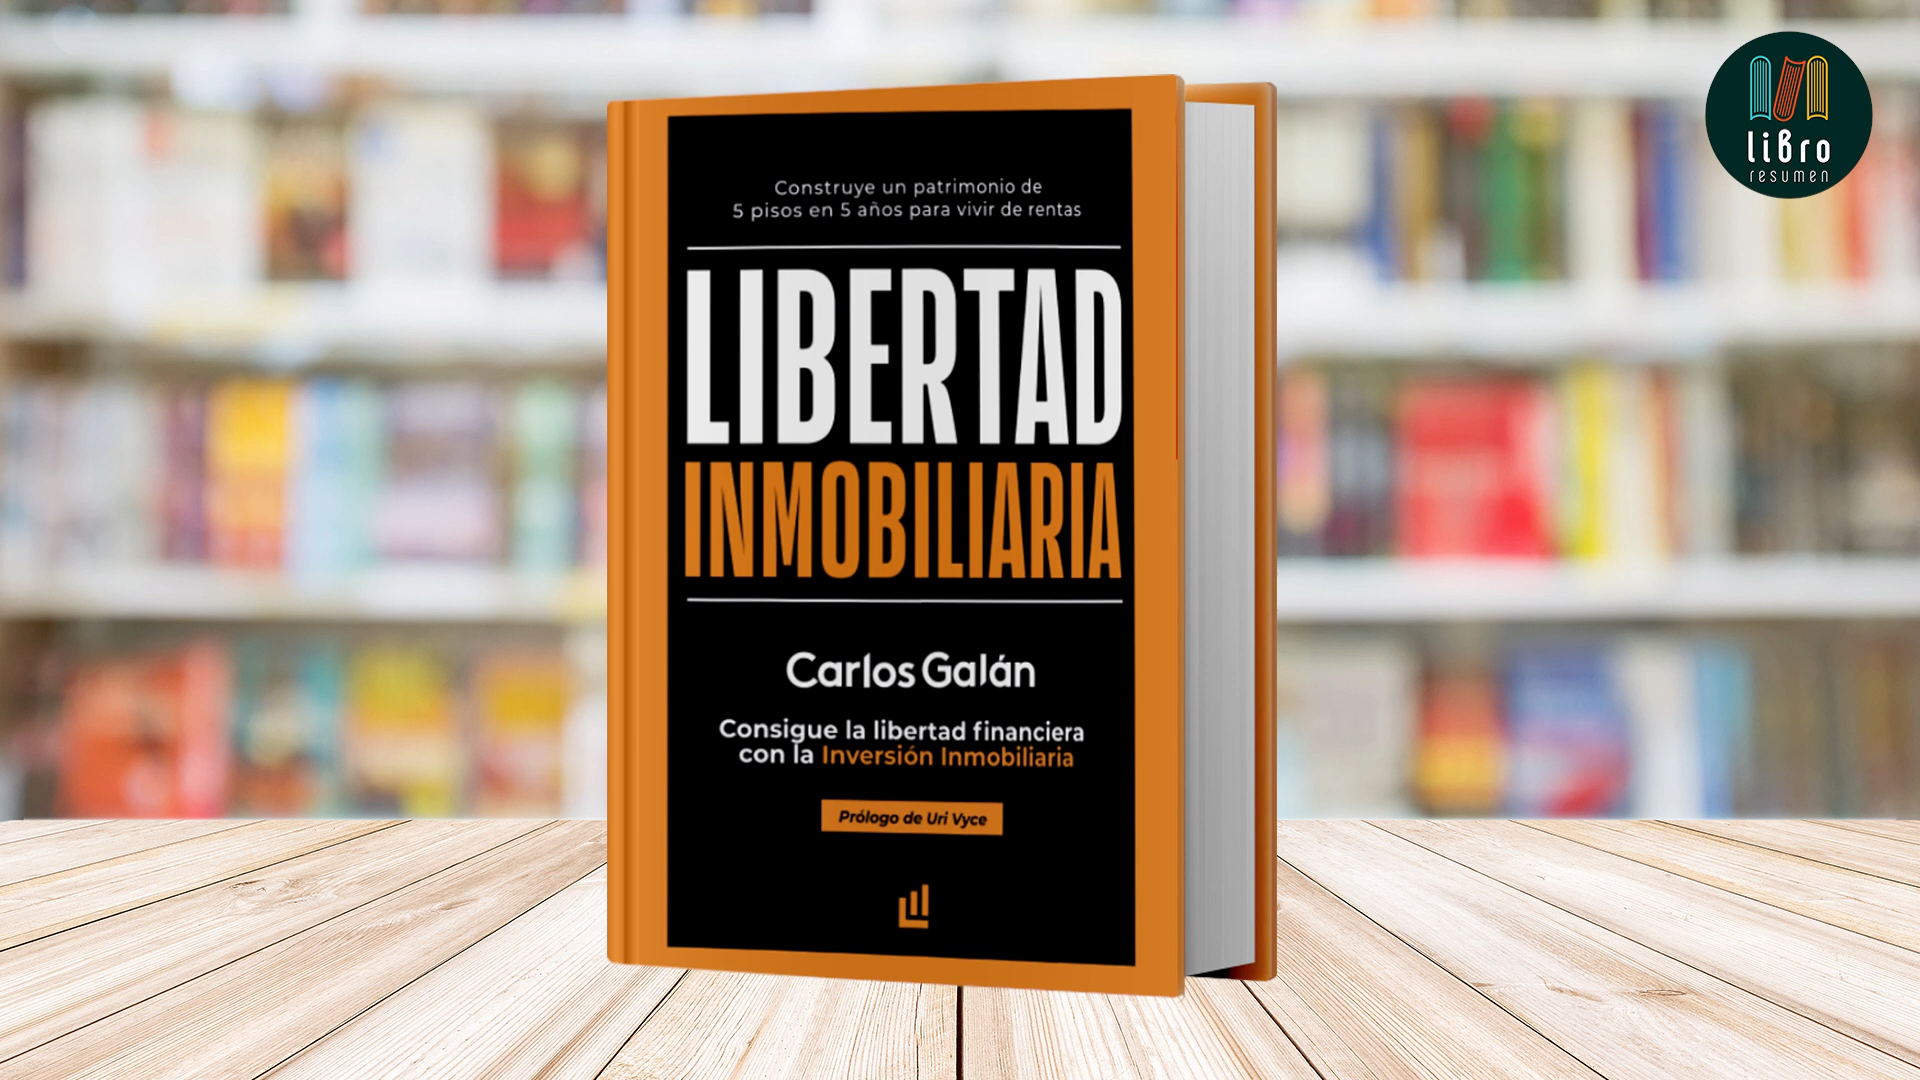 Construye un patrimonio de
5 pisos en 5 años para vivir de rentas
LIBERTAD
INMOBILIARIA
Carlos Galán
Consigue la libertad financiera
con la Inversión Inmobiliaria
Prólogo de Uri Vyce
libro
resumen